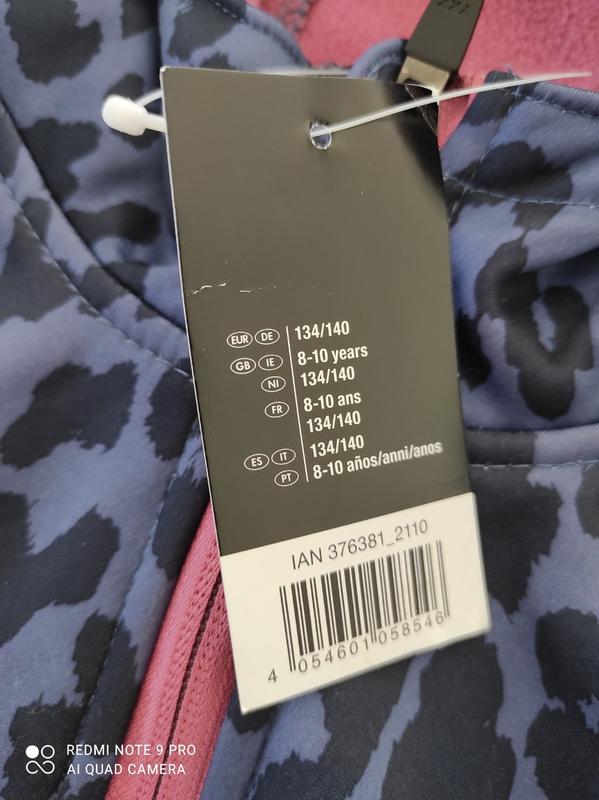 EUR DE 134/140
GB IE 8-10 years
NI 134/140
FR 8-10 ans
134/140
ES IT 134/140
PT 8-10 años/anni/anos
IAN 376381_2110
4 054601 058546
REDMI NOTE 9 PRO
AI QUAD CAMERA